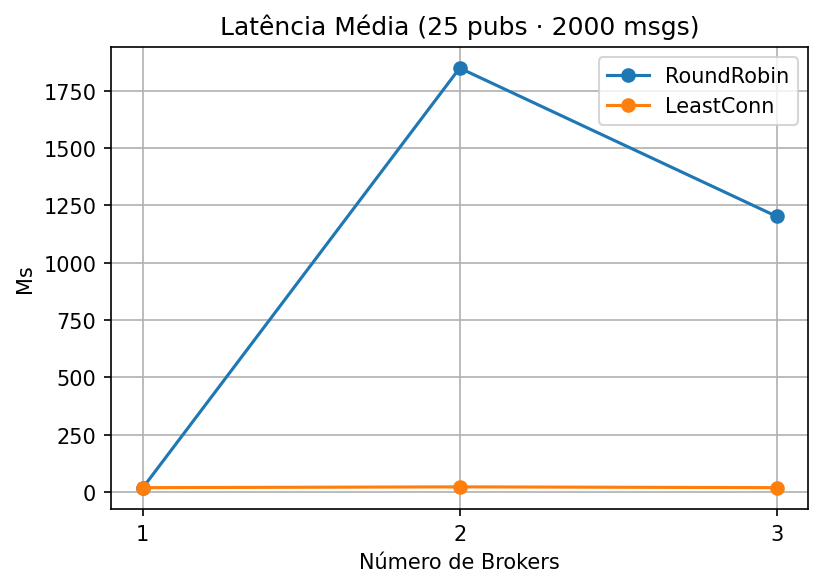 Latência Média (25 pubs · 2000 msgs)
RoundRobin
LeastConn
Ms
1750
1500
1250
1000
750
500
250
0
1 2 3
Número de Brokers